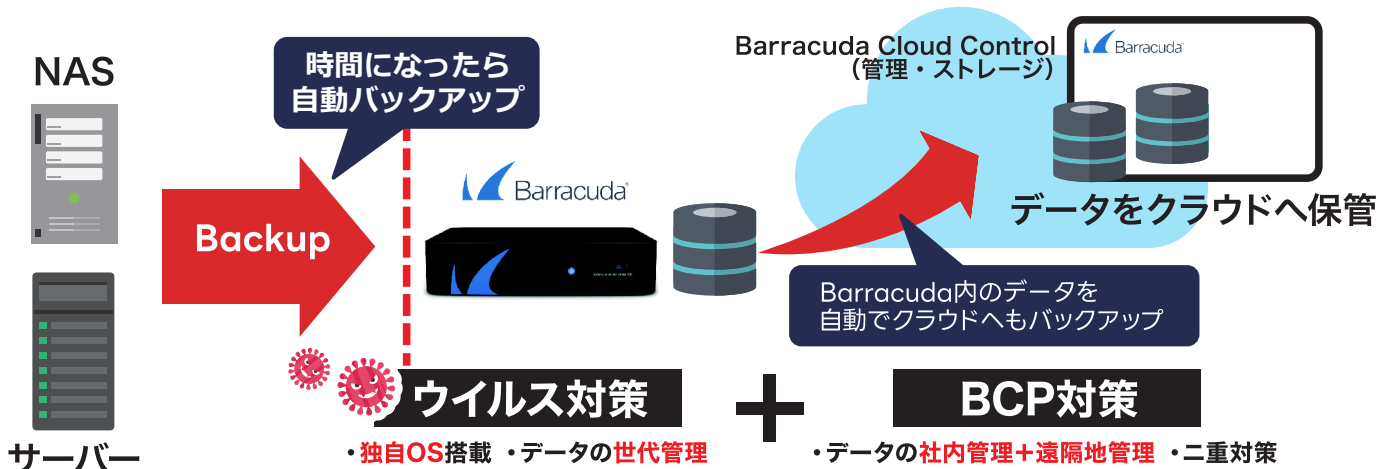 NAS
サーバー
時間になったら
自動バックアップ
Backup
Barracuda
Barracuda Cloud Control
（管理・ストレージ）
Barracuda
データをクラウドへ保管
Barracuda内のデータを
自動でクラウドへもバックアップ
ウイルス対策
・独自OS搭載 ・データの世代管理
+
BCP対策
・データの社内管理＋遠隔地管理 ・二重対策